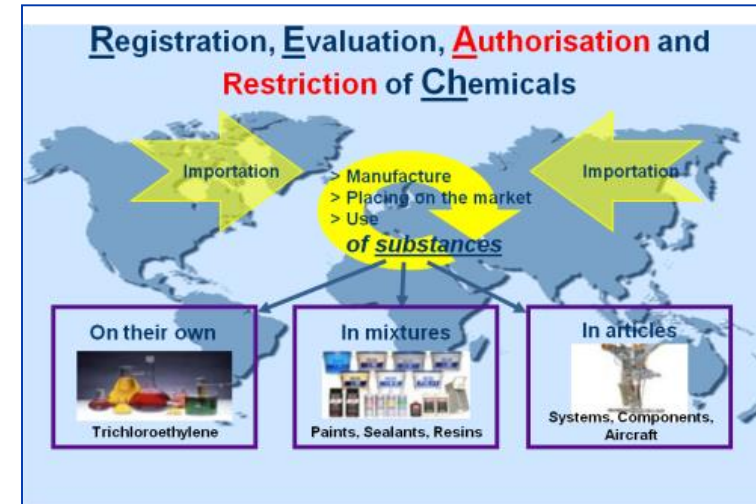 Registration, Evaluation, Authorisation and
Restriction of Chemicals
Importation
> Manufacture
> Placing on the market
> Use
of substances
Importation
On their own
Trichloroethylene
In mixtures
Paints, Sealants, Resins
In articles
Systems, Components,
Aircraft